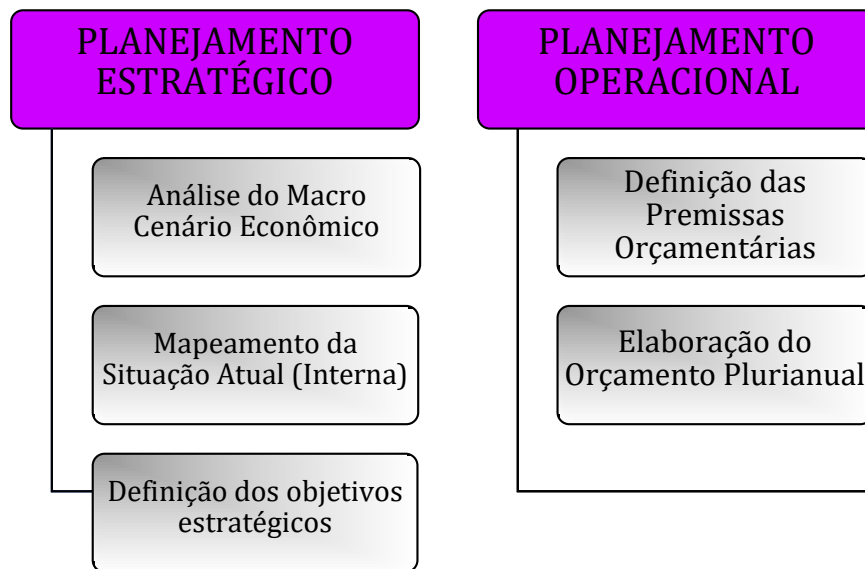 PLANEJAMENTO
ESTRATÉGICO
Análise do Macro
Cenário Econômico
Mapeamento da
Situação Atual (Interna)
Definição dos objetivos
estratégicos
PLANEJAMENTO
OPERACIONAL
Definição das
Premissas
Orçamentárias
Elaboração do
Orçamento Plurianual